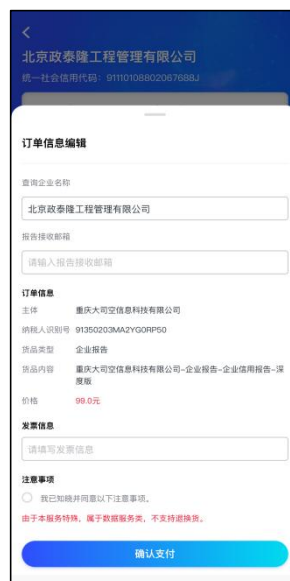 北京政泰隆工程管理有限公司
统一社会信用代码：91110108802067688J
订单信息编辑
查询企业名称
北京政泰隆工程管理有限公司
报告接收邮箱
请输入报告接收邮箱
订单信息
主体 重庆大司空信息科技有限公司
纳税人识别号 91350203MA2YG0RP50
货品类型 企业报告
货品内容 重庆大司空信息科技有限公司-企业报告-企业信用报告-深
度版
价格 99.0元
发票信息
请填写发票信息
注意事项
我已知晓并同意以下注意事项。
由于本服务特殊，属于数据服务类，不支持退换货。
确认支付